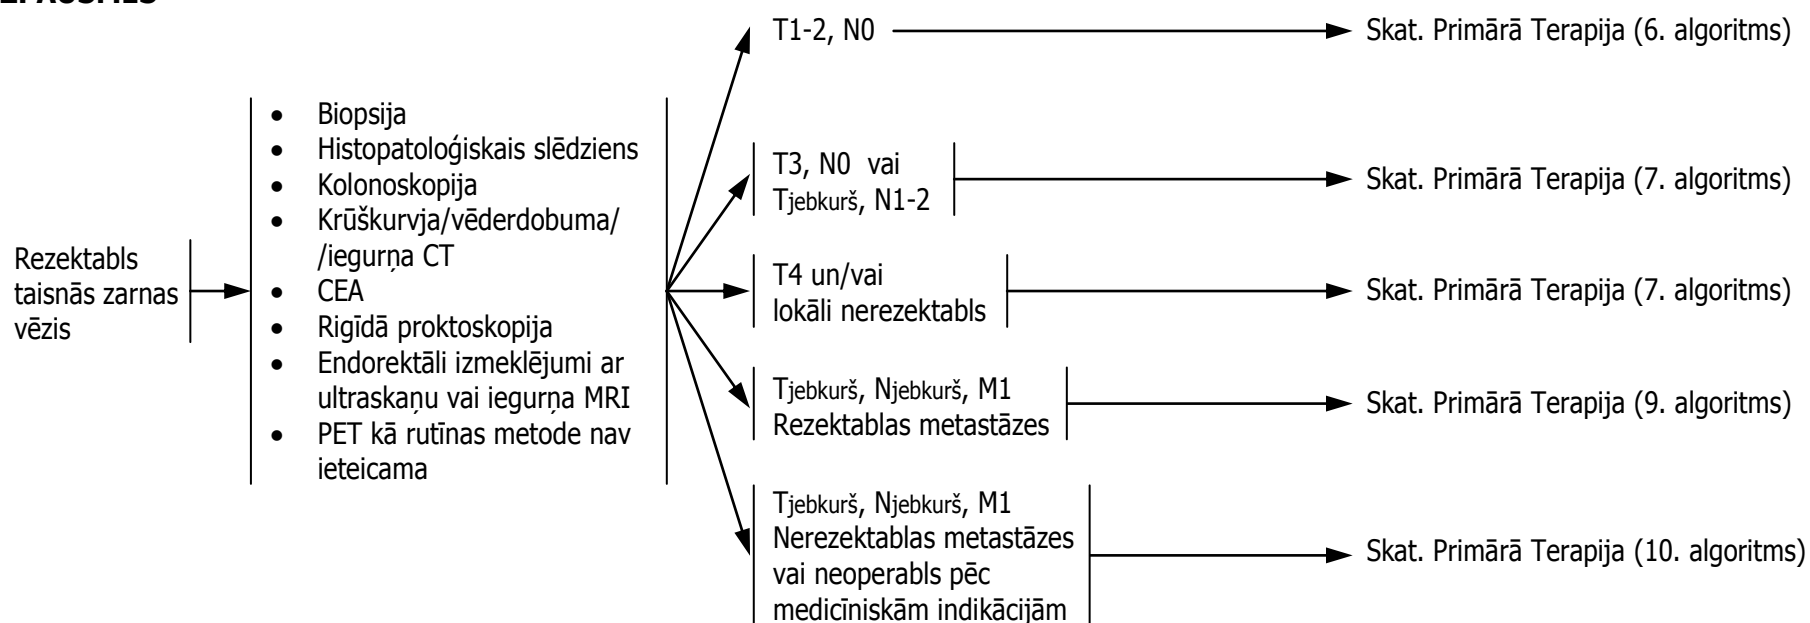 Rezektabls
taisnās zarnas
vēzis
• Biopsija
• Histopatoloģiskais slēdziens
• Kolonoskopija
• Krūškurvja/vēderdobuma/
/iegurņa CT
• CEA
• Rigīdā proktoskopija
• Endorektāli izmeklējumi ar
ultraskaņu vai iegurņa MRI
• PET kā rutīnas metode nav
ieteicama
T1-2, N0
Skat. Primārā Terapija (6. algoritms)
T3, N0 vai
Tjebkurš, N1-2
Skat. Primārā Terapija (7. algoritms)
T4 un/vai
lokāli nerezektabls
Skat. Primārā Terapija (7. algoritms)
Tjebkurš, Njebkurš, M1
Rezektablas metastāzes
Skat. Primārā Terapija (9. algoritms)
Tjebkurš, Njebkurš, M1
Nerezektablas metastāzes
vai neoperabls pēc
medicīniskām indikācijām
Skat. Primārā Terapija (10. algoritms)